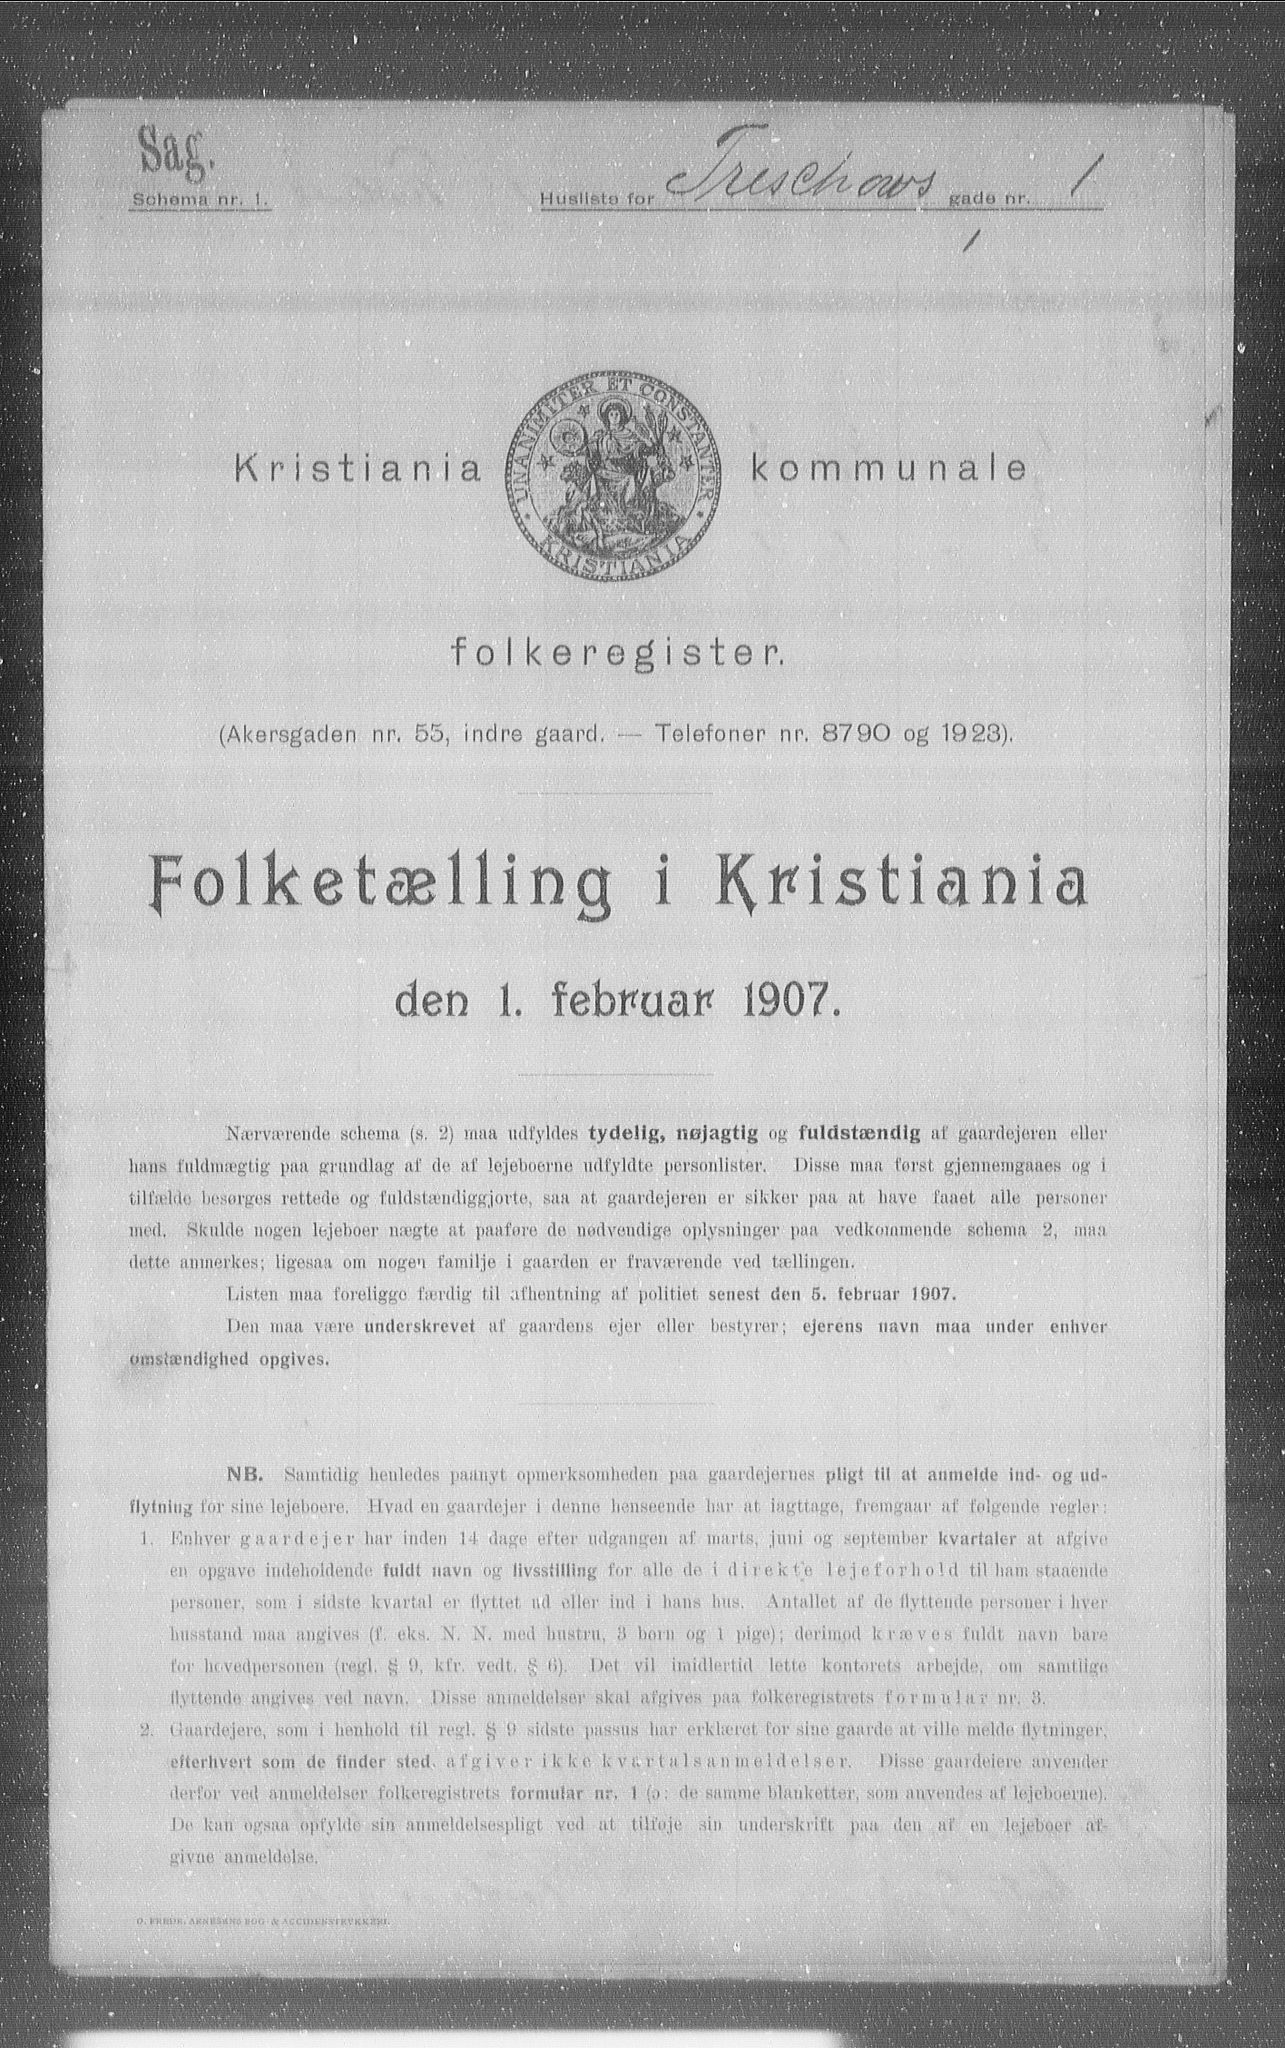 Sag.
Schema nr. 1.
Husliste for Treschows gade nr. 1
1
UNANIMITER ET CONSTANTER
KRISTIANIA
Kristiania kommunale
folkeregister.
(Akersgaden nr. 55, indre gaard. — Telefoner nr. 8790 og 1923).
Folketælling i Kristiania
den 1. februar 1907.
Nærværende schema (s. 2) maa udfyldes tydelig, nøjagtig og fuldstændig af gaardejeren eller
hans fuldmægtig paa grundlag af de af lejeboerne udfyldte personlister. Disse maa først gjennemgaaes og i
tilfælde besørges rettede og fuldstændiggjorte, saa at gaardejeren er sikker paa at have faaet alle personer
med. Skulde nogen lejeboer nægte at paaføre de nødvendige oplysninger paa vedkommende schema 2, maa
dette anmerkes; ligesaa om nogen familje i gaarden er fraværende ved tællingen.
Listen maa foreligge færdig til afhentning af politiet senest den 5. februar 1907.
Den maa være underskrevet af gaardens ejer eller bestyrer; ejerens navn maa under enhver
omstændighed opgives.
NB. Samtidig henledes paanyt opmerksomheden paa gaardejernes pligt til at anmelde ind- og ud-
flytning for sine lejeboere. Hvad en gaardejer i denne henseende har at iagttage, fremgaar af følgende regler:
1. Enhver gaardejer har inden 14 dage efter udgangen af marts, juni og september kvartaler at afgive
en opgave indeholdende fuldt navn og livsstilling for alle de i direkte lejeforhold til ham staaende
personer, som i sidste kvartal er flyttet ud eller ind i hans hus. Antallet af de flyttende personer i hver
husstand maa angives (f. eks. N. N. med hustru, 3 børn og 1 pige); derimod kræves fuldt navn bare
for hovedpersonen (regl. § 9, kfr. vedt. § 6). Det vil imidlertid lette kontorets arbejde, om samtlige
flyttende angives ved navn. Disse anmeldelser skal afgives paa folkeregistrets formular nr. 3.
2. Gaardejere, som i henhold til regl. § 9 sidste passus har erklæret for sine gaarde at ville melde flytninger,
efterhvert som de finder sted, afgiver ikke kvartalsanmeldelser. Disse gaardeiere anvender
derfor ved anmeldelser folkeregistrets formular nr. 1 (ɔ: de samme blanketter, som anvendes af lejeboerne).
De kan ogsaa opfylde sin anmeldelsespligt ved at tilføje sin underskrift paa den af en lejeboer af-
givne anmeldelse.
O. FREDR. ARNESENS BOG- & ACCIDENSTRYKKERI.